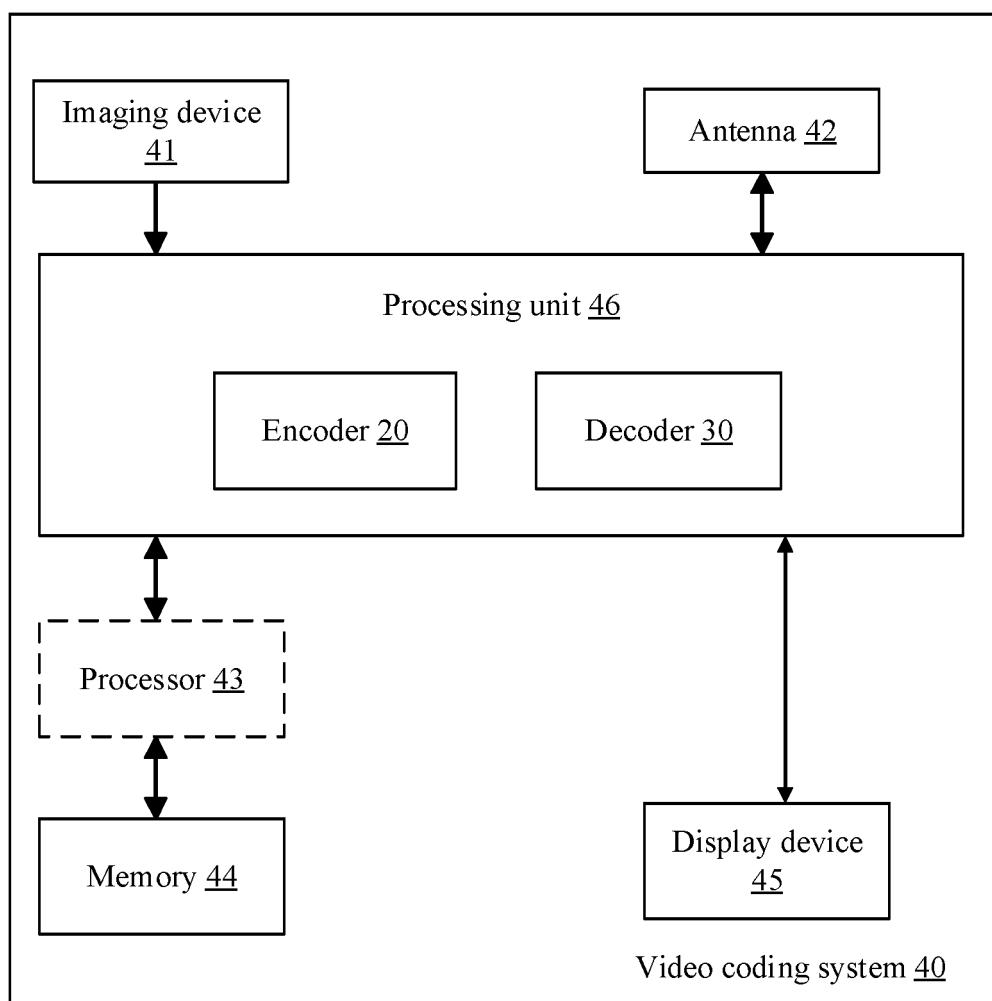 Imaging device
41
Antenna 42
Processing unit 46
Encoder 20
Decoder 30
Processor 43
Memory 44
Display device
45
Video coding system 40